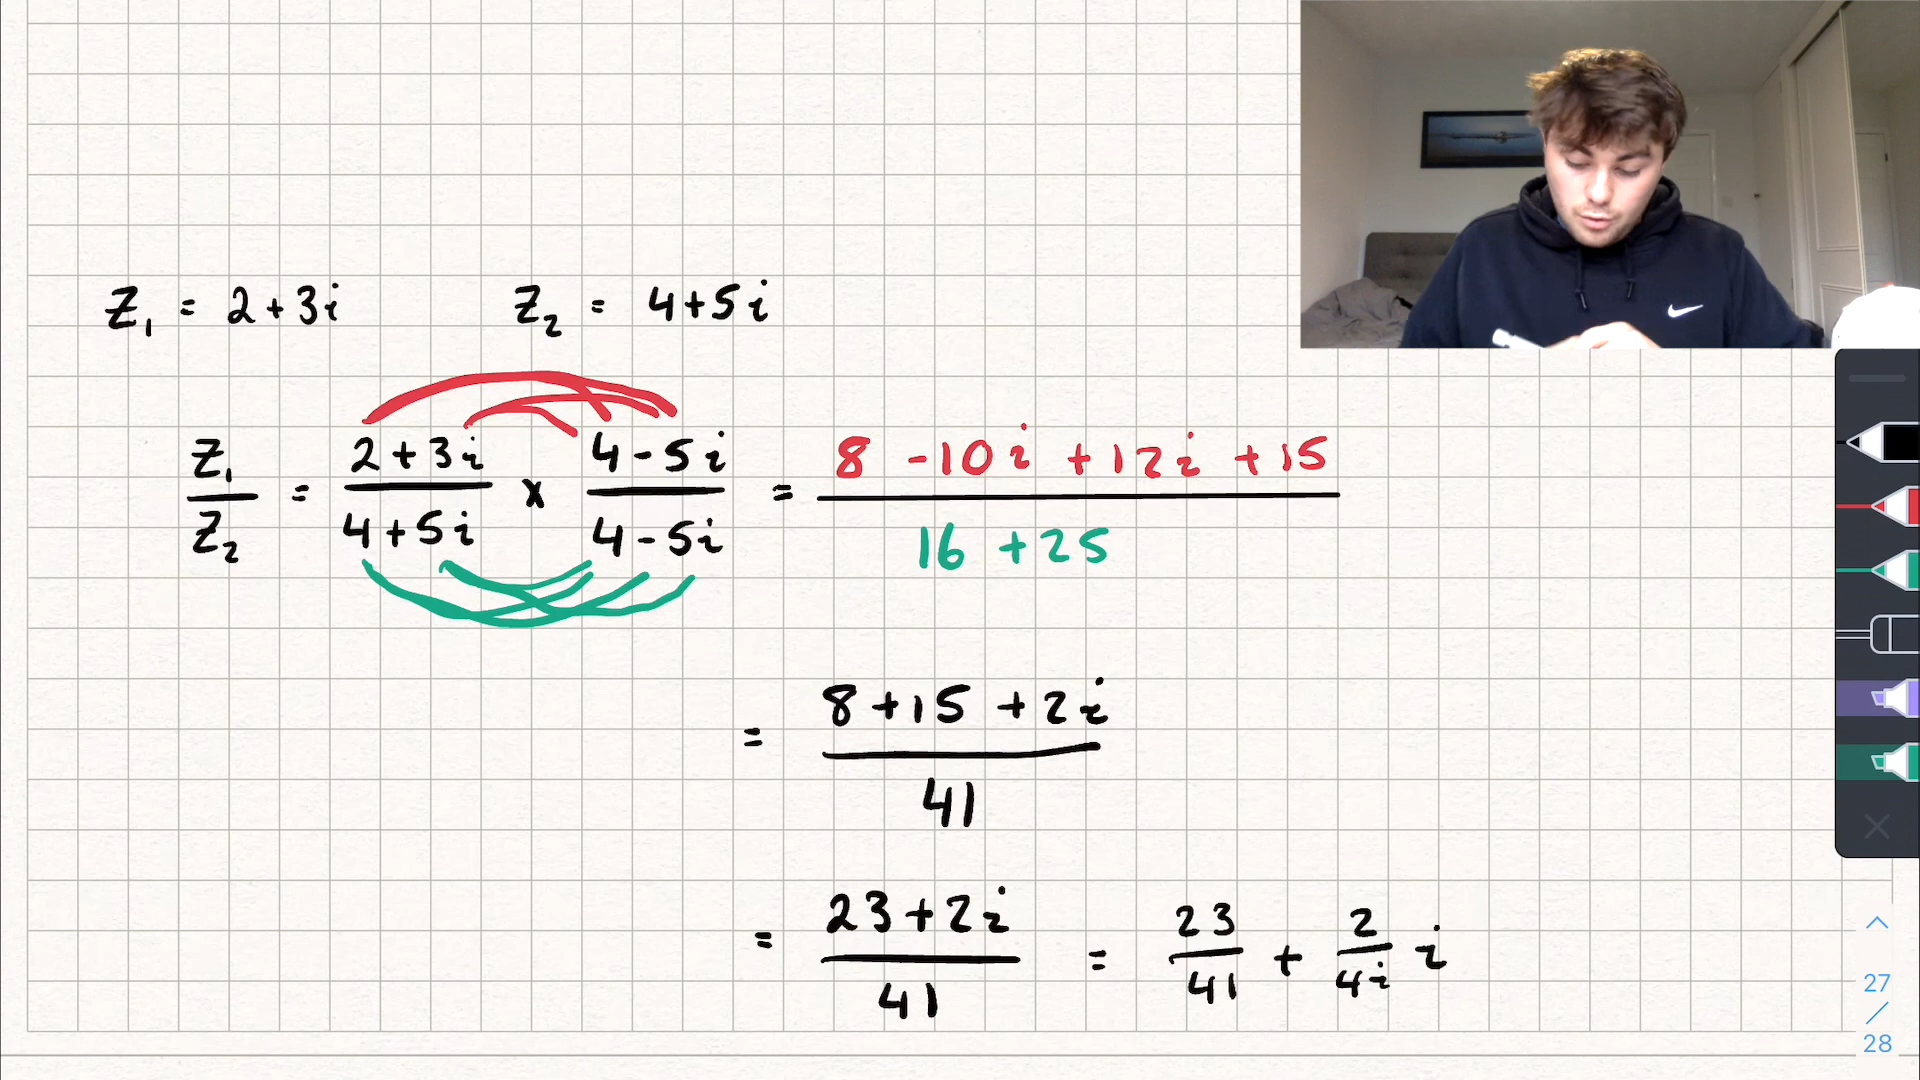 Z₁ = 2+3i Z₂ = 4+5i
Z₁/Z₂ = (2+3i)/(4+5i) x (4-5i)/(4-5i) = (8 -10i +12i +15)/(16 +25)
= (8+15 +2i)/41
= (23+2i)/41 = 23/41 + 2/4i i
27
/
28